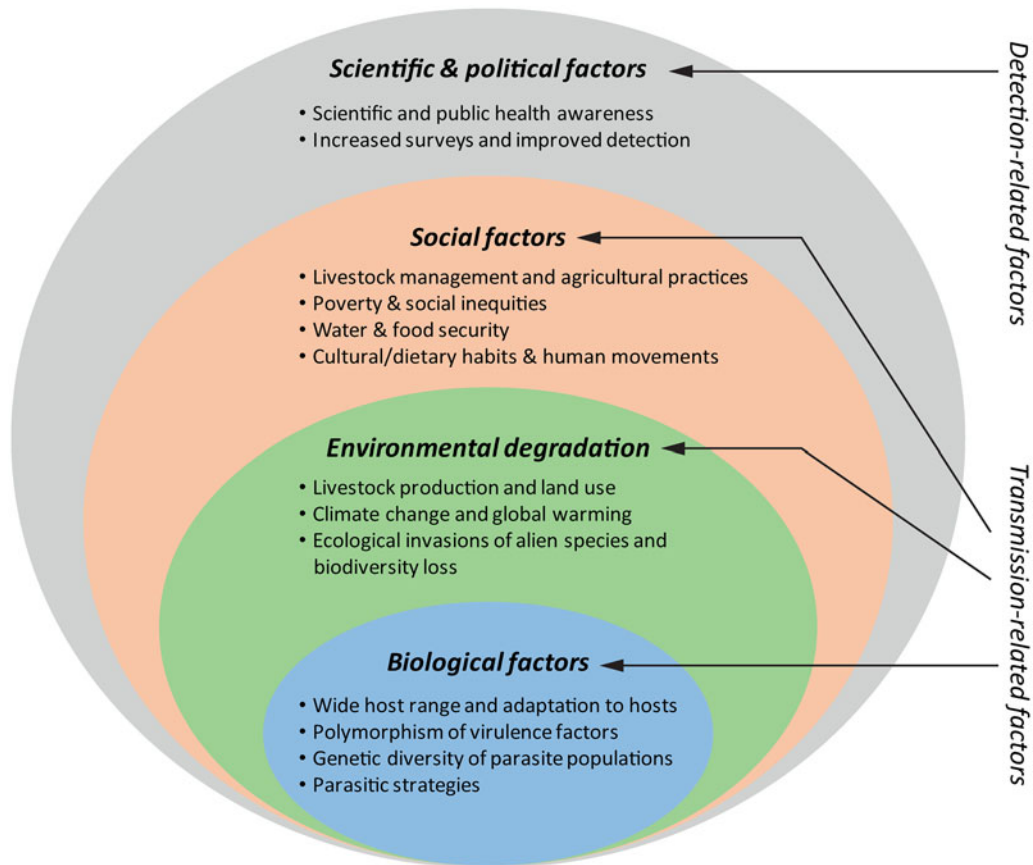 Scientific & political factors
• Scientific and public health awareness
• Increased surveys and improved detection
Social factors
• Livestock management and agricultural practices
• Poverty & social inequities
• Water & food security
• Cultural/dietary habits & human movements
Environmental degradation
• Livestock production and land use
• Climate change and global warming
• Ecological invasions of alien species and
biodiversity loss
Biological factors
• Wide host range and adaptation to hosts
• Polymorphism of virulence factors
• Genetic diversity of parasite populations
• Parasitic strategies
Detection-related factors
Transmission-related factors